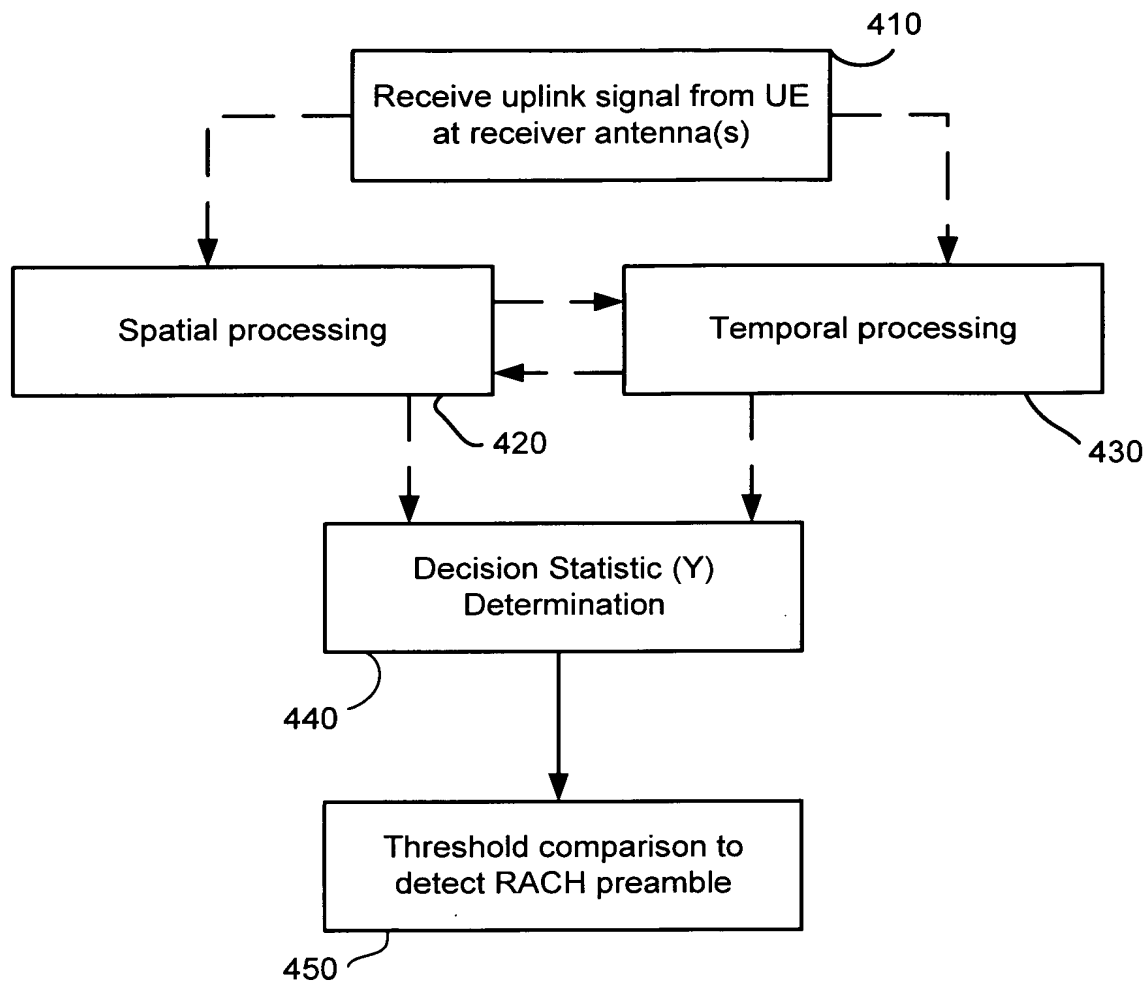 410
Receive uplink signal from UE
at receiver antenna(s)
Spatial processing
Temporal processing
420
430
Decision Statistic (Y)
Determination
440
Threshold comparison to
detect RACH preamble
450